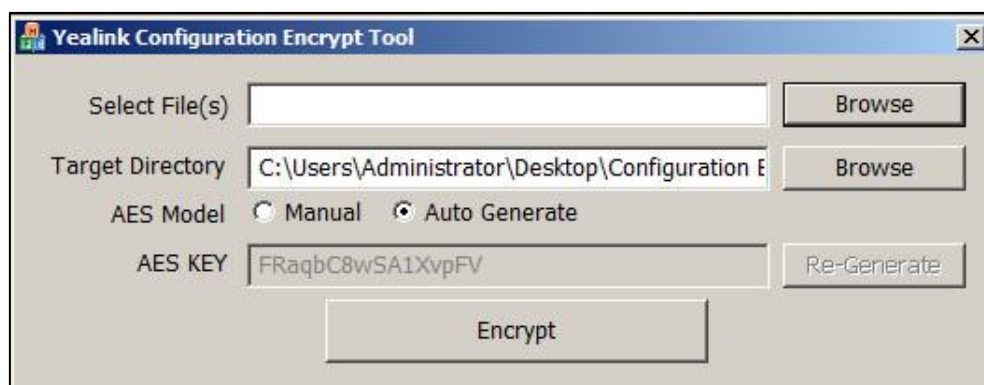 Yealink Configuration Encrypt Tool
Select File(s) Browse
Target Directory C:\Users\Administrator\Desktop\Configuration E Browse
AES Model Manual Auto Generate
AES KEY FRaqbC8wSA1XvpFV Re-Generate
Encrypt